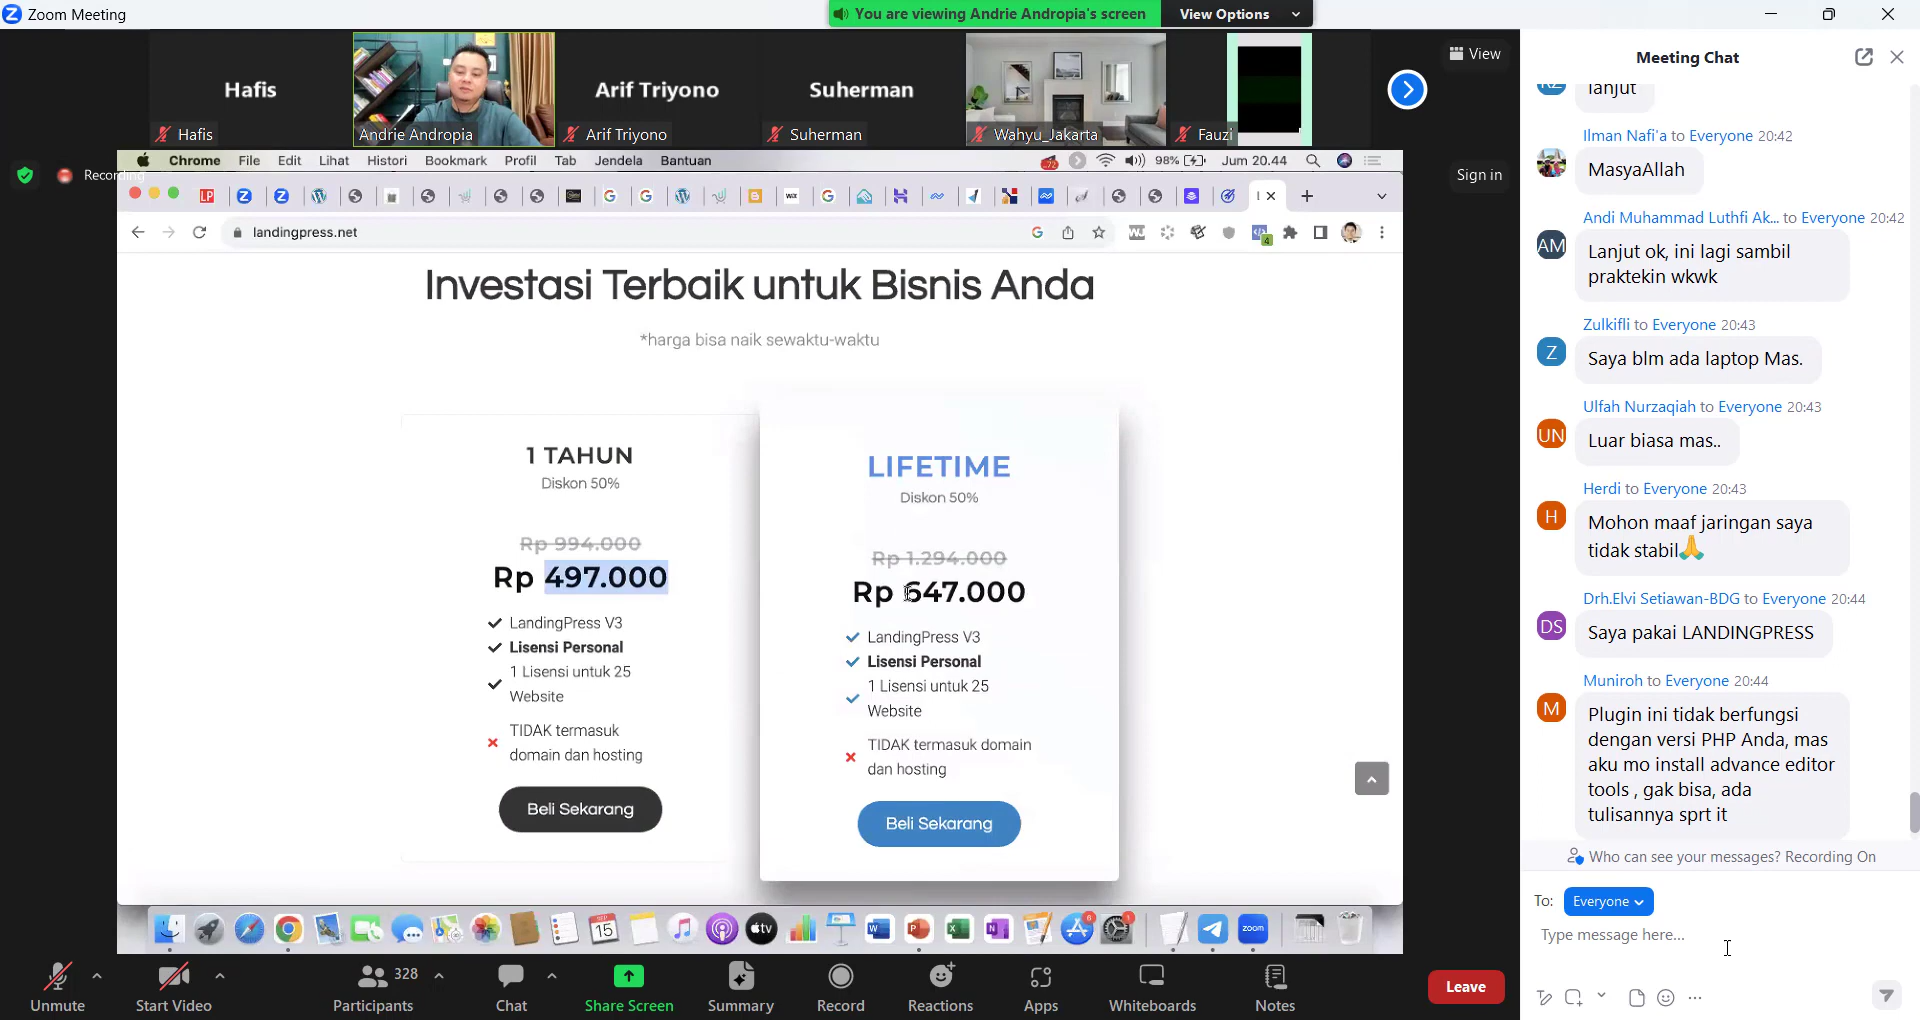 Zoom Meeting
You are viewing Andrie Andropia's screen
View Options
View
Hafis
Arif Triyono
Suherman
Hafis
Andrie Andropia
Arif Triyono
Suherman
Wahyu_Jakarta
Fauzi
Recording
Sign in
Chrome File Edit Lihat Histori Bookmark Profil Tab Jendela Bantuan
98% Jum 20.44
landingpress.net
Investasi Terbaik untuk Bisnis Anda
*harga bisa naik sewaktu-waktu
1 TAHUN
Diskon 50%
Rp 994.000
Rp 497.000
LandingPress V3
Lisensi Personal
1 Lisensi untuk 25
Website
TIDAK termasuk
domain dan hosting
Beli Sekarang
LIFETIME
Diskon 50%
Rp 1.294.000
Rp 647.000
LandingPress V3
Lisensi Personal
1 Lisensi untuk 25
Website
TIDAK termasuk domain
dan hosting
Beli Sekarang
SEP
15
tv
zoom
Unmute
Start Video
328
Participants
Chat
Share Screen
Summary
Record
Reactions
Apps
Whiteboards
Notes
Leave
Meeting Chat
lanjut
Ilman Nafi'a to Everyone 20:42
MasyaAllah
Andi Muhammad Luthfi Ak... to Everyone 20:42
AM
Lanjut ok, ini lagi sambil
praktekin wkwk
Zulkifli to Everyone 20:43
Z
Saya blm ada laptop Mas.
Ulfah Nurzaqiah to Everyone 20:43
UN
Luar biasa mas..
Herdi to Everyone 20:43
H
Mohon maaf jaringan saya
tidak stabil🙏
Drh.Elvi Setiawan-BDG to Everyone 20:44
DS
Saya pakai LANDINGPRESS
Muniroh to Everyone 20:44
M
Plugin ini tidak berfungsi
dengan versi PHP Anda, mas
aku mo install advance editor
tools , gak bisa, ada
tulisannya sprt it
Who can see your messages? Recording On
To: Everyone
Type message here...